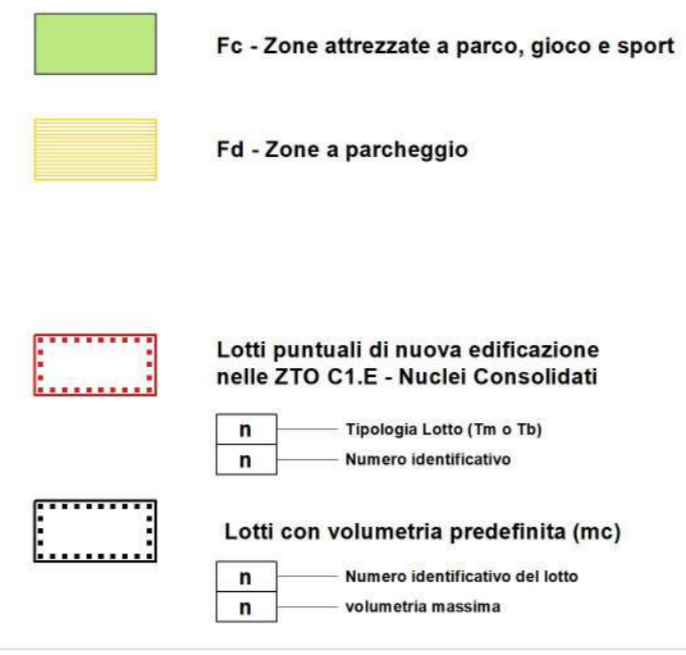 Fc - Zone attrezzate a parco, gioco e sport
Fd - Zone a parcheggio
Lotti puntuali di nuova edificazione
nelle ZTO C1.E - Nuclei Consolidati
n Tipologia Lotto (Tm o Tb)
n Numero identificativo
Lotti con volumetria predefinita (mc)
n Numero identificativo del lotto
n volumetria massima